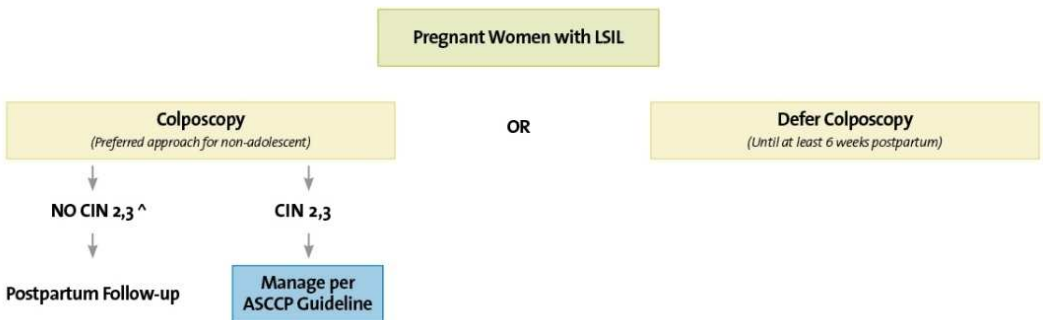 Pregnant Women with LSIL
Colposcopy
(Preferred approach for non-adolescent)
OR
Defer Colposcopy
(Until at least 6 weeks postpartum)
NO CIN 2,3 ^
CIN 2,3
Postpartum Follow-up
Manage per
ASCCP Guideline